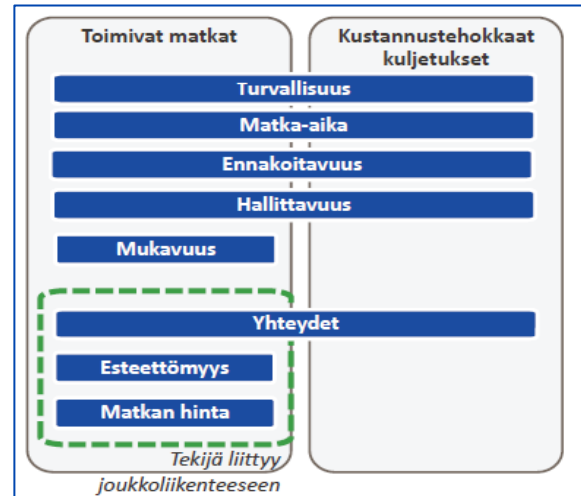 Toimivat matkat
Kustannustehokkaat
kuljetukset
Turvallisuus
Matka-aika
Ennakoitavuus
Hallittavuus
Mukavuus
Yhteydet
Esteettömyys
Matkan hinta
Tekijä liittyy
joukkoliikenteeseen